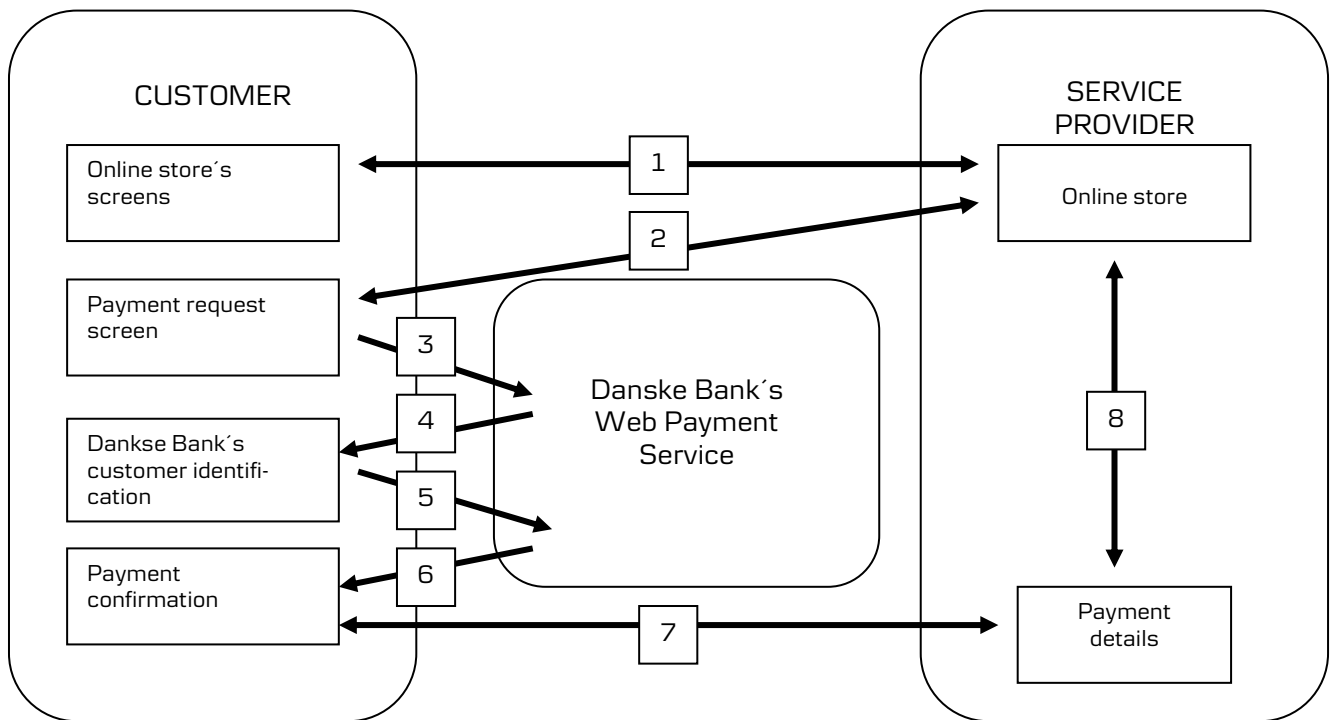 CUSTOMER
Online store´s
screens
Payment request
screen
Dankse Bank´s
customer identifi-
cation
Payment
confirmation
1
2
3
4
5
6
7
Danske Bank´s
Web Payment
Service
SERVICE
PROVIDER
Online store
8
Payment
details